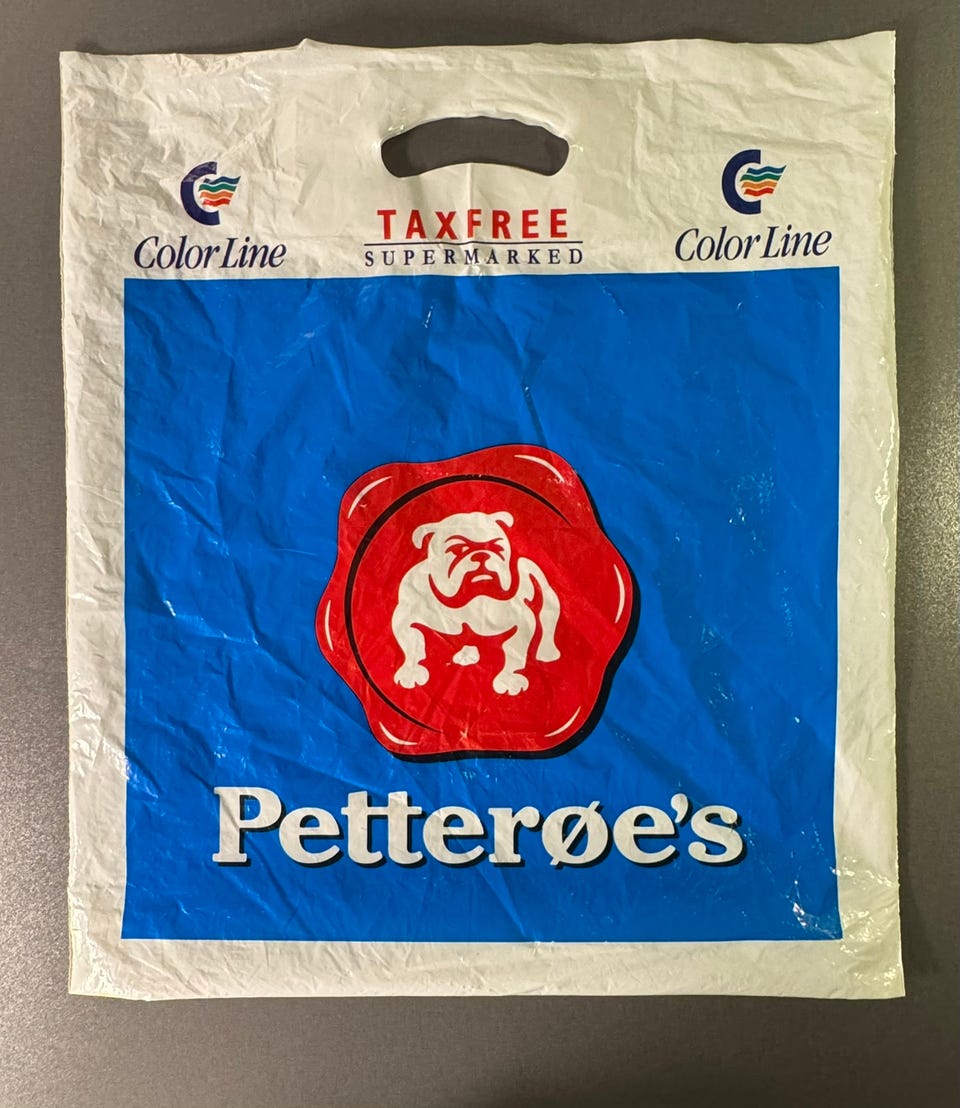 Color Line
TAXFREE
SUPERMARKED
Color Line
Petterøe's